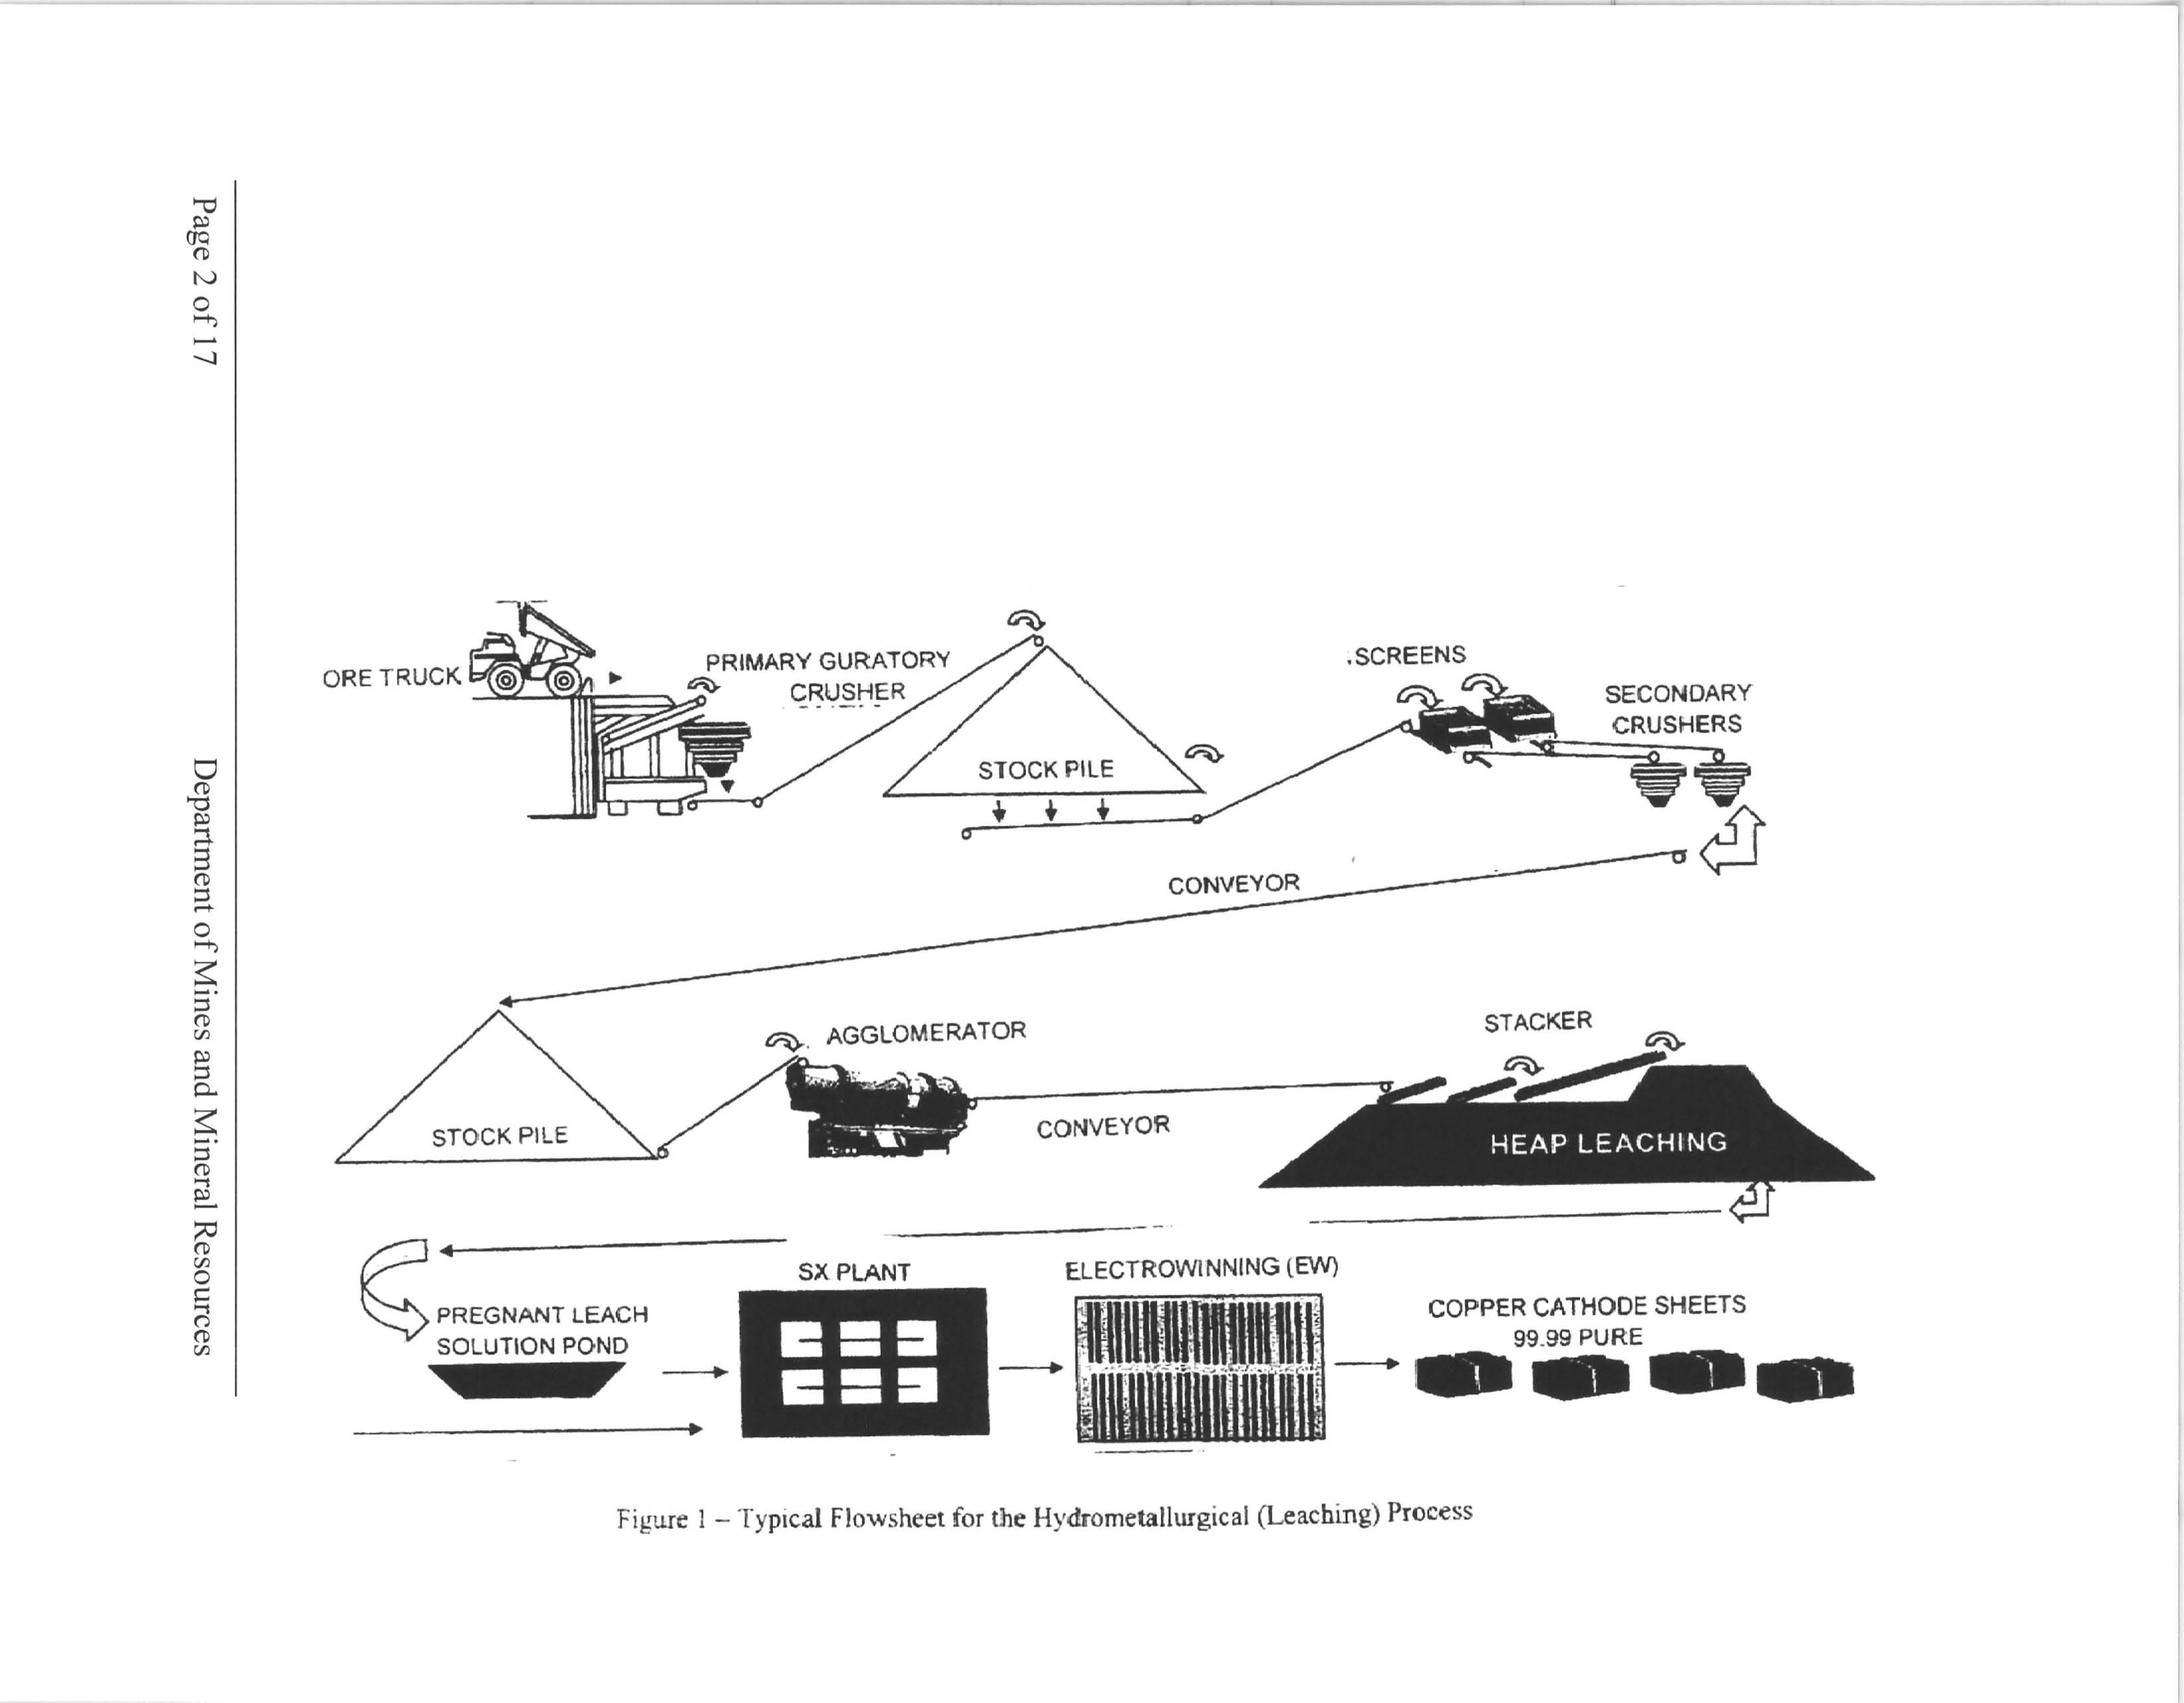 Page 2 of 17
Department of Mines and Mineral Resources
ORE TRUCK
PRIMARY GURATORY
CRUSHER
STOCK PILE
SCREENS
SECONDARY
CRUSHERS
CONVEYOR
STOCK PILE
AGGLOMERATOR
CONVEYOR
STACKER
HEAP LEACHING
PREGNANT LEACH
SOLUTION POND
SX PLANT
ELECTROWINNING (EW)
COPPER CATHODE SHEETS
99.99 PURE
Figure 1 – Typical Flowsheet for the Hydrometallurgical (Leaching) Process